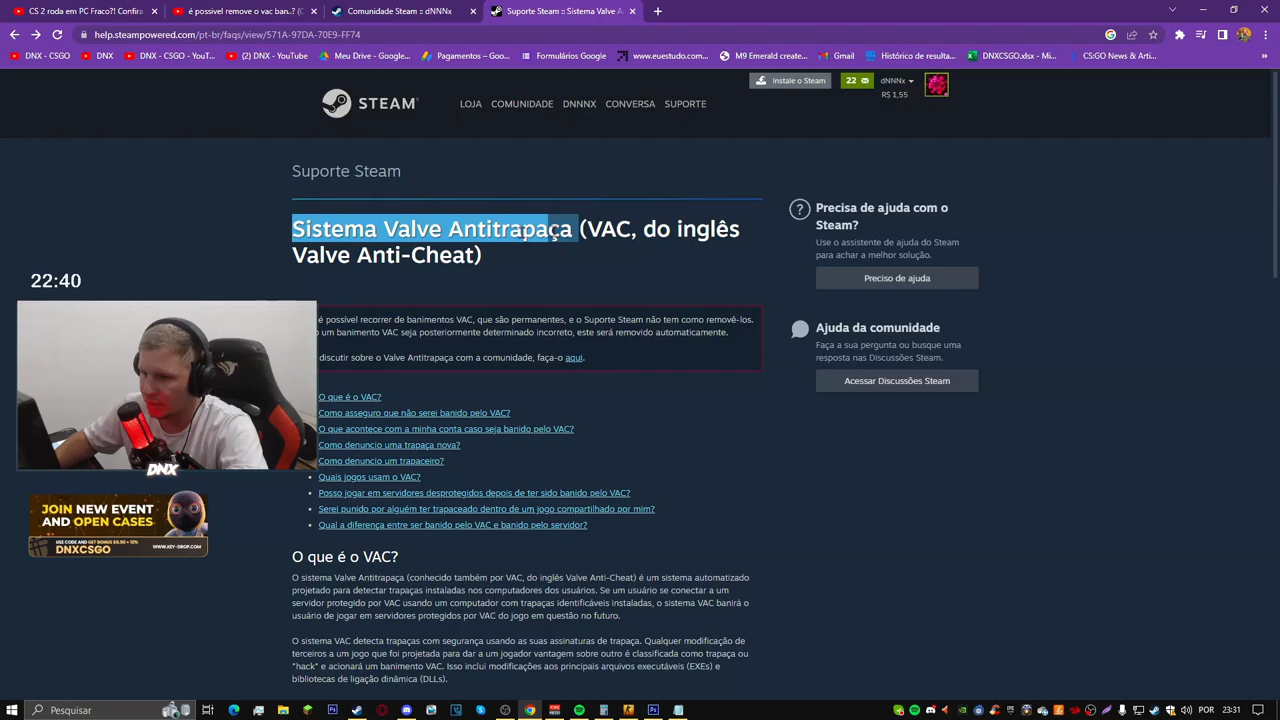 CS 2 roda em PC Fraco? Confira
é possivel remove o vac ban..? (C
Comunidade Steam :: dNNNx
Suporte Steam :: Sistema Valve A
help.steampowered.com/pt-br/faqs/view/571A-97DA-70E9-FF74
DNX - CSGO
DNX - CSGO - YouT...
(2) DNX - YouTube
Meu Drive - Google...
Pagamentos – Goo...
Formulários Google
www.euestudo.com...
M9 Emerald create...
Gmail
Histórico de resulta...
DNXCSGO.xlsx - Mi...
CSGO News & Anti...
Instale o Steam
22
dNNNx
R$ 1,55
STEAM
LOJA COMUNIDADE DNNNX CONVERSA SUPORTE
Suporte Steam
Sistema Valve Antitrapaça (VAC, do inglês
Valve Anti-Cheat)
é possível recorrer de banimentos VAC, que são permanentes, e o Suporte Steam não tem como removê-los.
o um banimento VAC seja posteriormente determinado incorreto, este será removido automaticamente.
discutir sobre o Valve Antitrapaça com a comunidade, faça-o aqui.
Precisa de ajuda com o
Steam?
Use o assistente de ajuda do Steam
para achar a melhor solução.
Preciso de ajuda
Ajuda da comunidade
Faça a sua pergunta ou busque uma
resposta nas Discussões Steam.
Acessar Discussões Steam
22:40
O que é o VAC?
Como asseguro que não serei banido pelo VAC?
O que acontece com a minha conta caso seja banido pelo VAC?
Como denuncio uma trapaça nova?
Como denuncio um trapaceiro?
Quais jogos usam o VAC?
Posso jogar em servidores desprotegidos depois de ter sido banido pelo VAC?
Serei punido por alguém ter trapaceado dentro de um jogo compartilhado por mim?
Qual a diferença entre ser banido pelo VAC e banido pelo servidor?
DNX
JOIN NEW EVENT
AND OPEN CASES
USE CODE AND GET BONUS $0.50 + 10%
DNXCSGO
WWW.KEY-DROP.COM
O que é o VAC?
O sistema Valve Antitrapaça (conhecido também por VAC, do inglês Valve Anti-Cheat) é um sistema automatizado
projetado para detectar trapaças instaladas nos computadores dos usuários. Se um usuário se conectar a um
servidor protegido por VAC usando um computador com trapaças identificáveis instaladas, o sistema VAC banirá o
usuário de jogar em servidores protegidos por VAC do jogo em questão no futuro.
O sistema VAC detecta trapaças com segurança usando as suas assinaturas de trapaça. Qualquer modificação de
terceiros a um jogo que foi projetada para dar a um jogador vantagem sobre outro é classificada como trapaça ou
"hack" e acionará um banimento VAC. Isso inclui modificações aos principais arquivos executáveis (EXEs) e
bibliotecas de ligação dinâmica (DLLs).
Pesquisar
POR
23:31